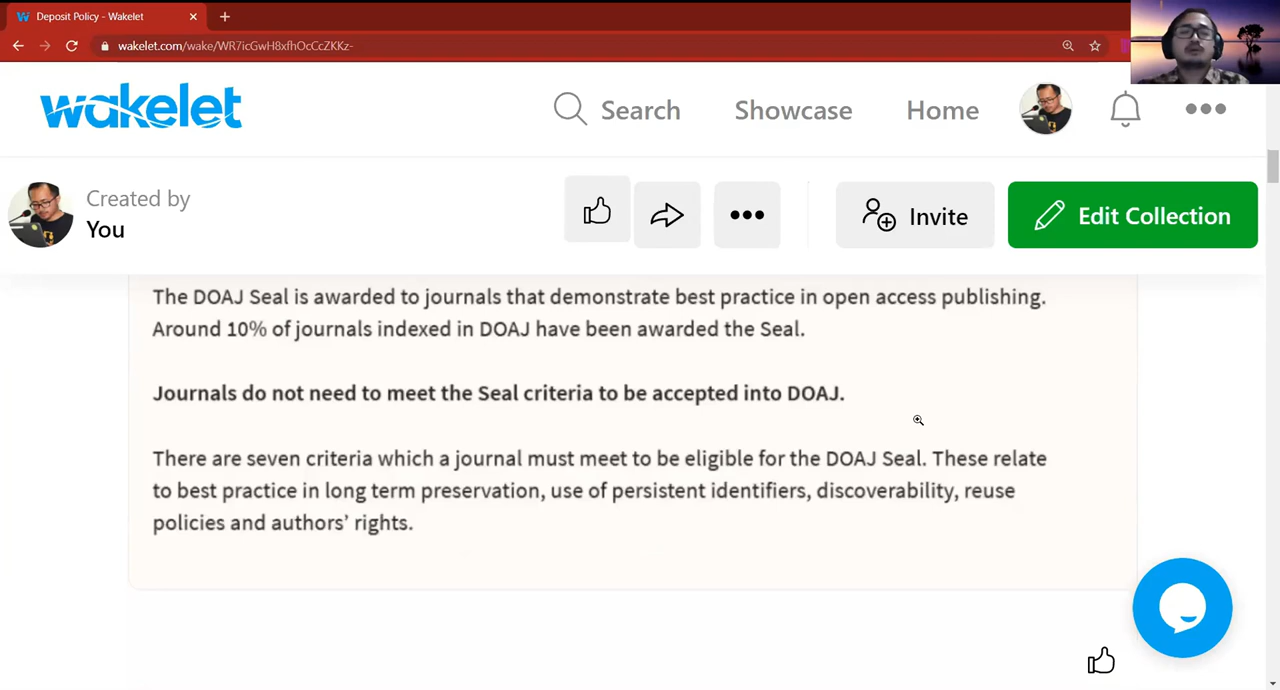 Deposit Policy - Wakelet
wakelet.com/wake/WR7icGwH8xfhOcCcZKKz-
wakelet
Search
Showcase
Home
Created by
You
Invite
Edit Collection
The DOAJ Seal is awarded to journals that demonstrate best practice in open access publishing.
Around 10% of journals indexed in DOAJ have been awarded the Seal.
Journals do not need to meet the Seal criteria to be accepted into DOAJ.
There are seven criteria which a journal must meet to be eligible for the DOAJ Seal. These relate
to best practice in long term preservation, use of persistent identifiers, discoverability, reuse
policies and authors’ rights.